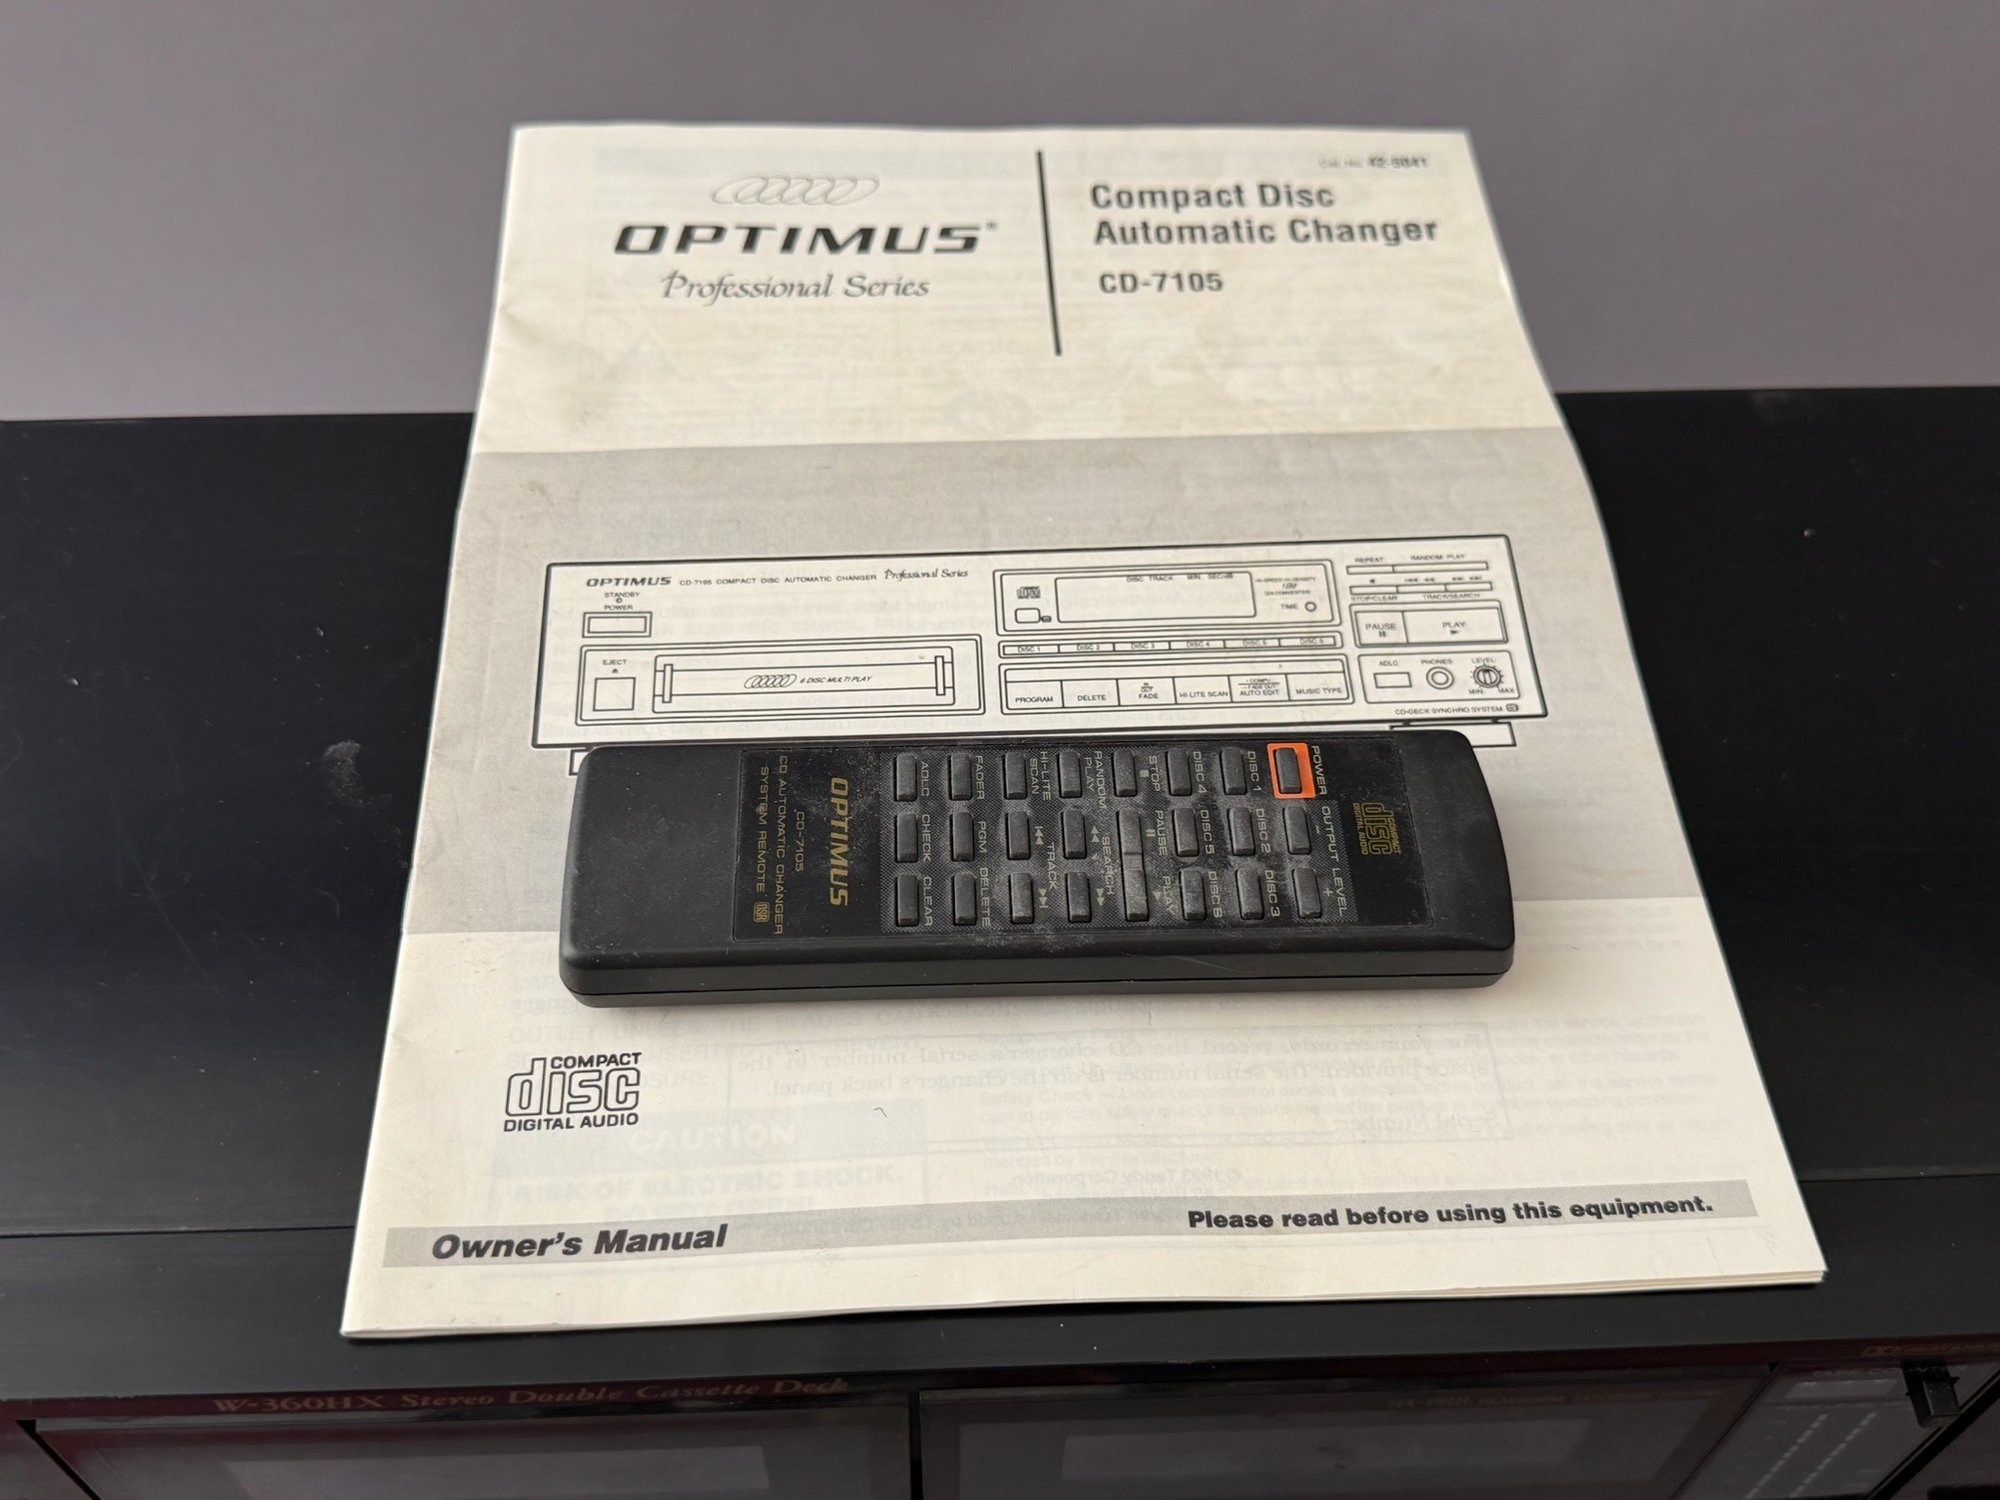 Cat. No. 42-5041
OPTIMUS®
Professional Series
Compact Disc
Automatic Changer
CD-7105
OPTIMUS CD-7105 COMPACT DISC AUTOMATIC CHANGER Professional Series
STANDBY
POWER
EJECT
6 DISC MULTI PLAY
DISC TRACK MIN SEC
TIME
DISC 1 DISC 2 DISC 3 DISC 4 DISC 5 DISC 6
PROGRAM DELETE FADE HI-LITE SCAN AUTO EDIT MUSIC TYPE
REPEAT RANDOM PLAY
STOP/CLEAR TRACK/SEARCH
PAUSE PLAY
ADLC PHONES LEVEL
MIN MAX
CD-DECK SYNCHRO SYSTEM
COMPACT
disc
DIGITAL AUDIO
POWER OUTPUT LEVEL
− +
DISC 1 DISC 2 DISC 3
DISC 4 DISC 5 DISC 6
STOP PAUSE PLAY
RANDOM PLAY SEARCH
HI-LITE SCAN TRACK
FADER PGM DELETE
ADLC CHECK CLEAR
OPTIMUS
CD-7105
CD AUTOMATIC CHANGER
SYSTEM REMOTE
COMPACT
disc
DIGITAL AUDIO
Owner's Manual
Please read before using this equipment.
W-360HX Stereo Double Cassette Deck